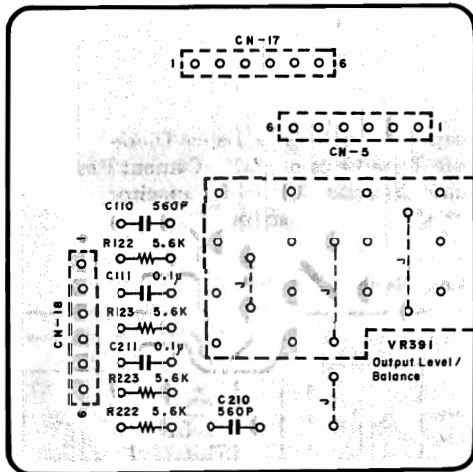 CN-17
1 6
6 1
CN-5
C110 560P
R122 5.6K
C111 0.1µ
R123 5.6K
C211 0.1µ
R223 5.6K
R222 5.6K
CN-18
6
C210
560P
J
J
J
J
VR391
Output Level /
Balance